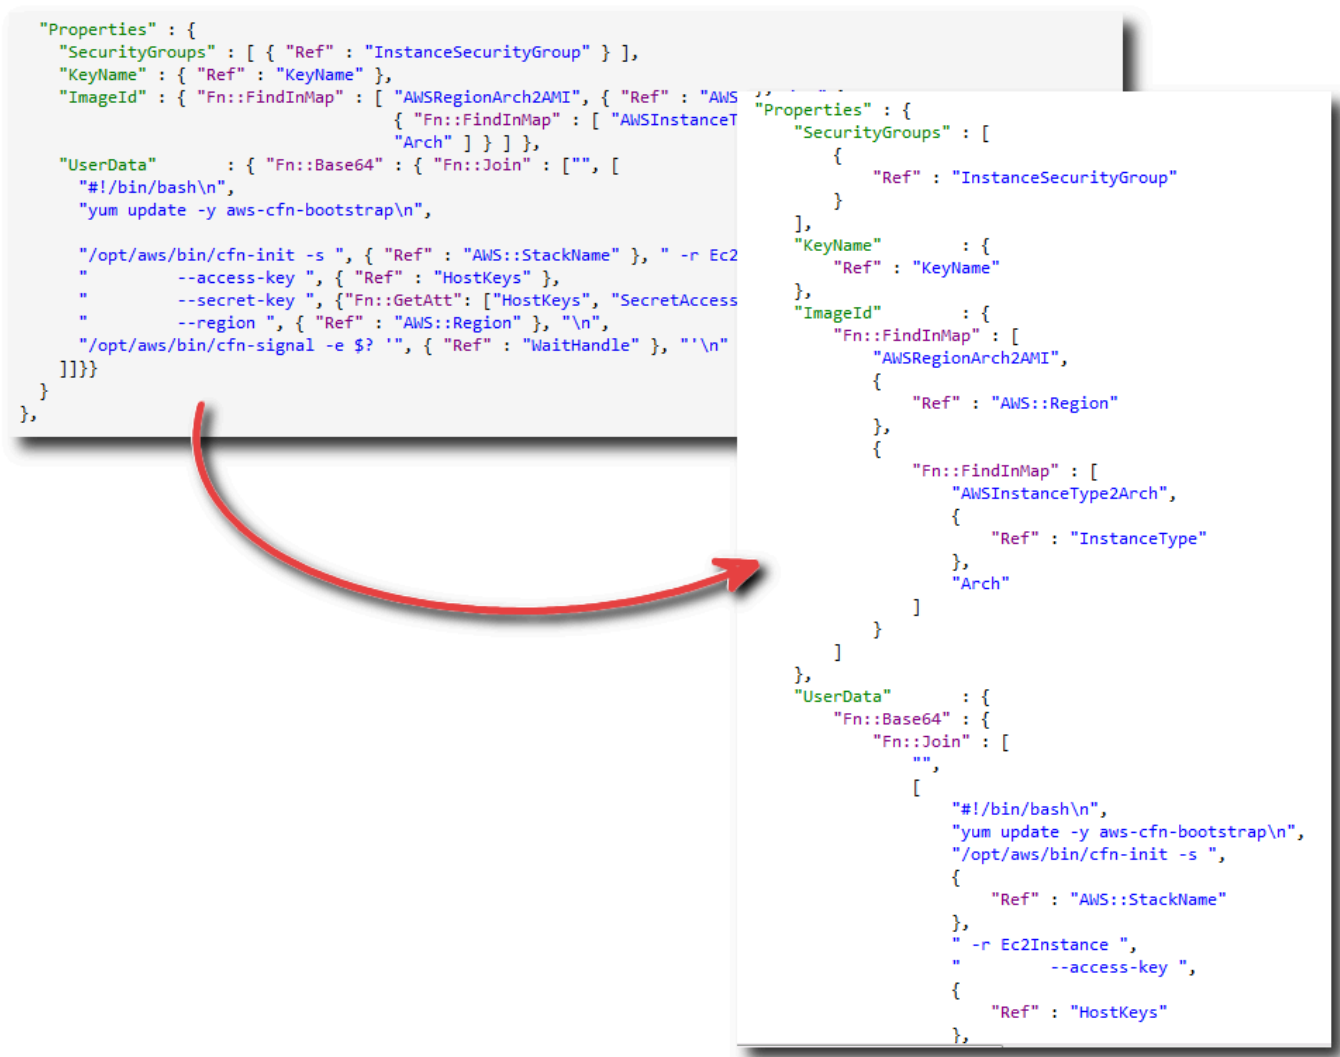 "Properties" : {
"SecurityGroups" : [ { "Ref" : "InstanceSecurityGroup" } ],
"KeyName" : { "Ref" : "KeyName" },
"ImageId" : { "Fn::FindInMap" : [ "AWSRegionArch2AMI", { "Ref" : "AWS
{ "Fn::FindInMap" : [ "AWSInstanceT
"Arch" ] } ] },
"UserData" : { "Fn::Base64" : { "Fn::Join" : ["", [
"#!/bin/bash\n",
"yum update -y aws-cfn-bootstrap\n",
"/opt/aws/bin/cfn-init -s ", { "Ref" : "AWS::StackName" }, " -r Ec2
"         --access-key ", { "Ref" : "HostKeys" },
"         --secret-key ", {"Fn::GetAtt": ["HostKeys", "SecretAccess
"         --region ", { "Ref" : "AWS::Region" }, "\n",
"/opt/aws/bin/cfn-signal -e $? '", { "Ref" : "WaitHandle" }, "'\n"
]]}}
}
},
"Properties" : {
"SecurityGroups" : [
{
"Ref" : "InstanceSecurityGroup"
}
],
"KeyName" : {
"Ref" : "KeyName"
},
"ImageId" : {
"Fn::FindInMap" : [
"AWSRegionArch2AMI",
{
"Ref" : "AWS::Region"
},
{
"Fn::FindInMap" : [
"AWSInstanceType2Arch",
{
"Ref" : "InstanceType"
},
"Arch"
]
}
]
},
"UserData" : {
"Fn::Base64" : {
"Fn::Join" : [
"",
[
"#!/bin/bash\n",
"yum update -y aws-cfn-bootstrap\n",
"/opt/aws/bin/cfn-init -s ",
{
"Ref" : "AWS::StackName"
},
" -r Ec2Instance ",
"         --access-key ",
{
"Ref" : "HostKeys"
},